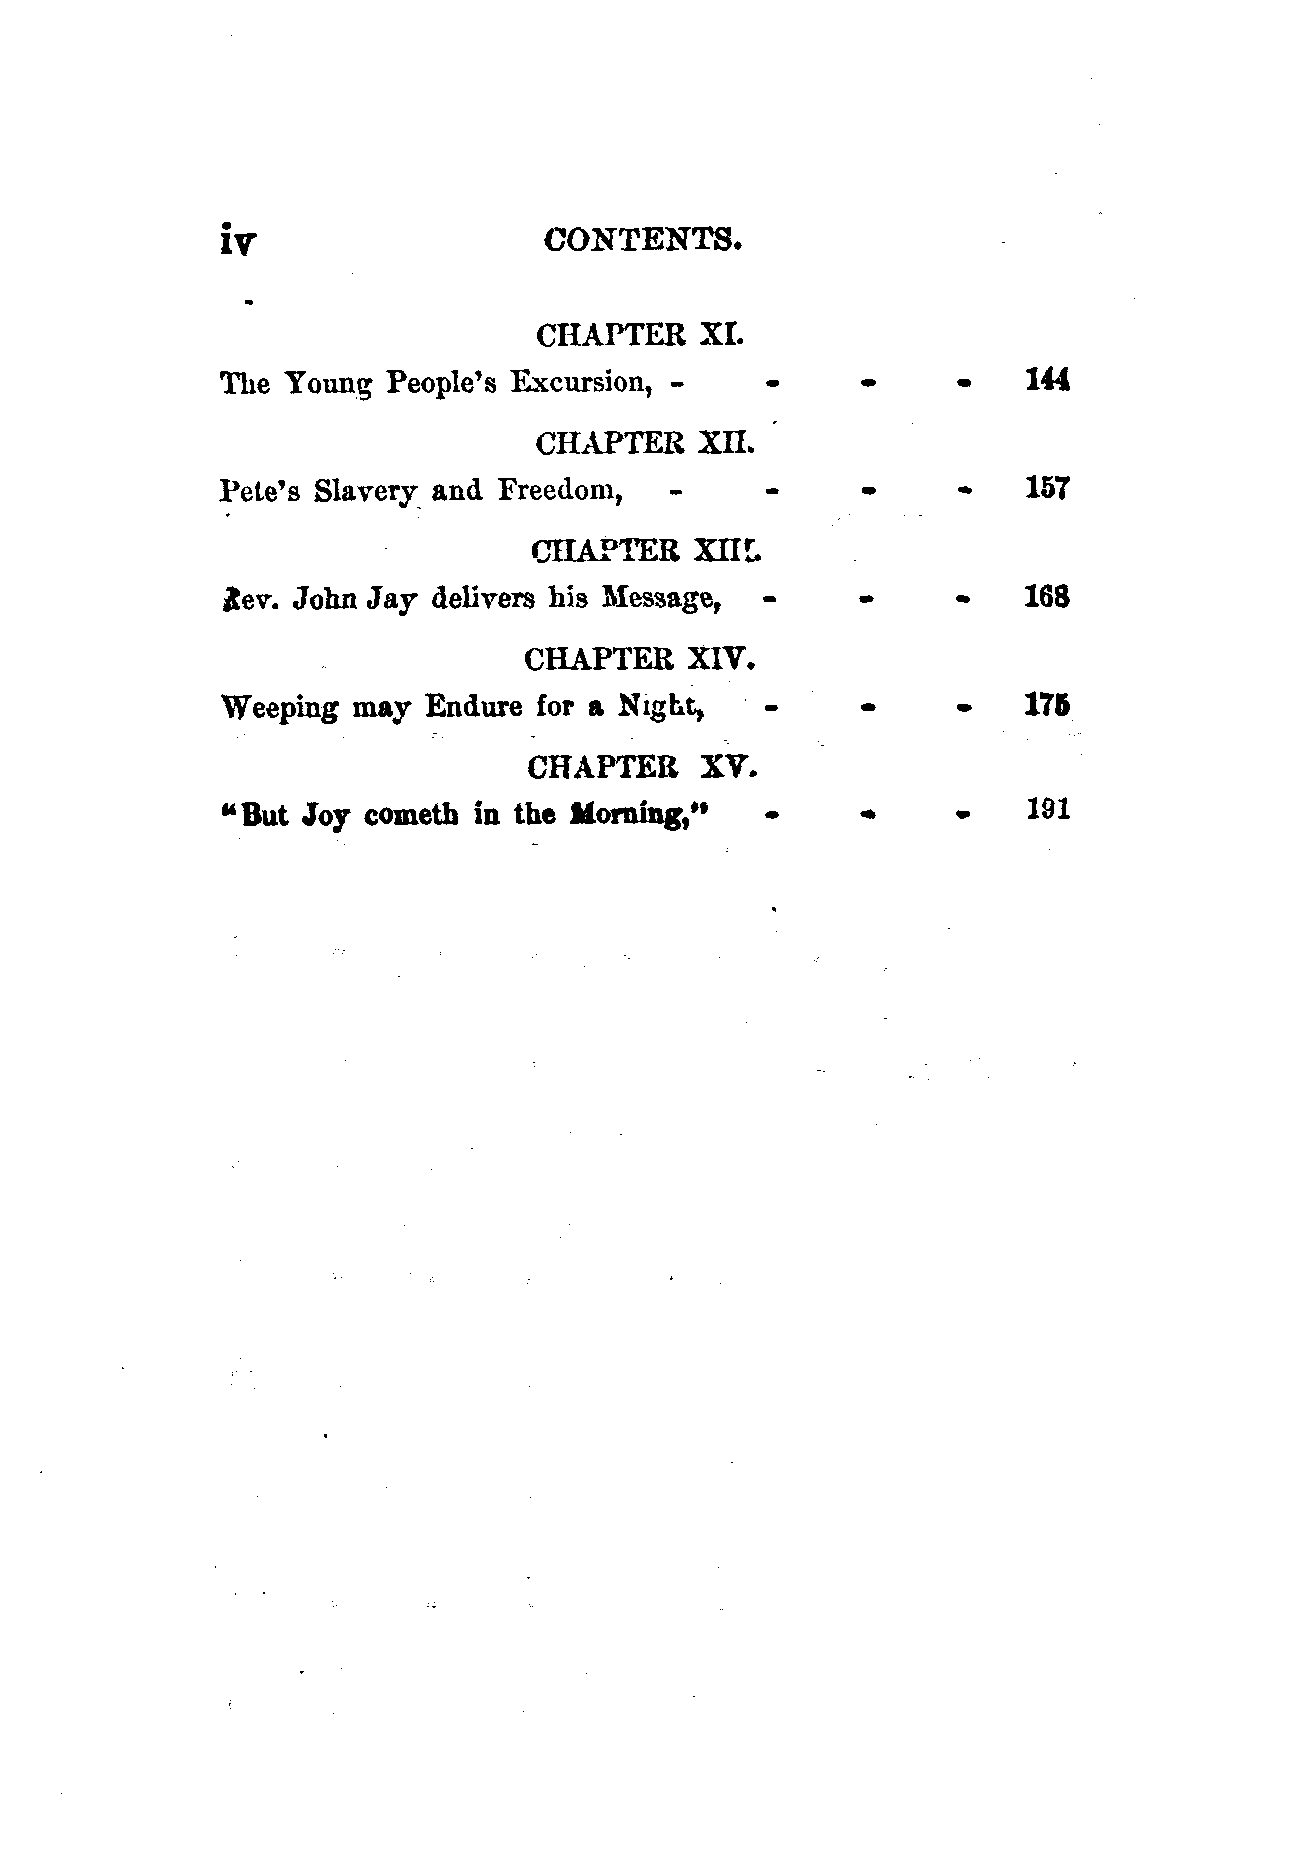 iv CONTENTS.
CHAPTER XI.
The Young People's Excursion, - - - - 144
CHAPTER XII.
Pete's Slavery and Freedom, - - - - 157
CHAPTER XIII.
Rev. John Jay delivers his Message, - - - 168
CHAPTER XIV.
Weeping may Endure for a Night, - - - 175
CHAPTER XV.
"But Joy cometh in the Morning," - - - 191